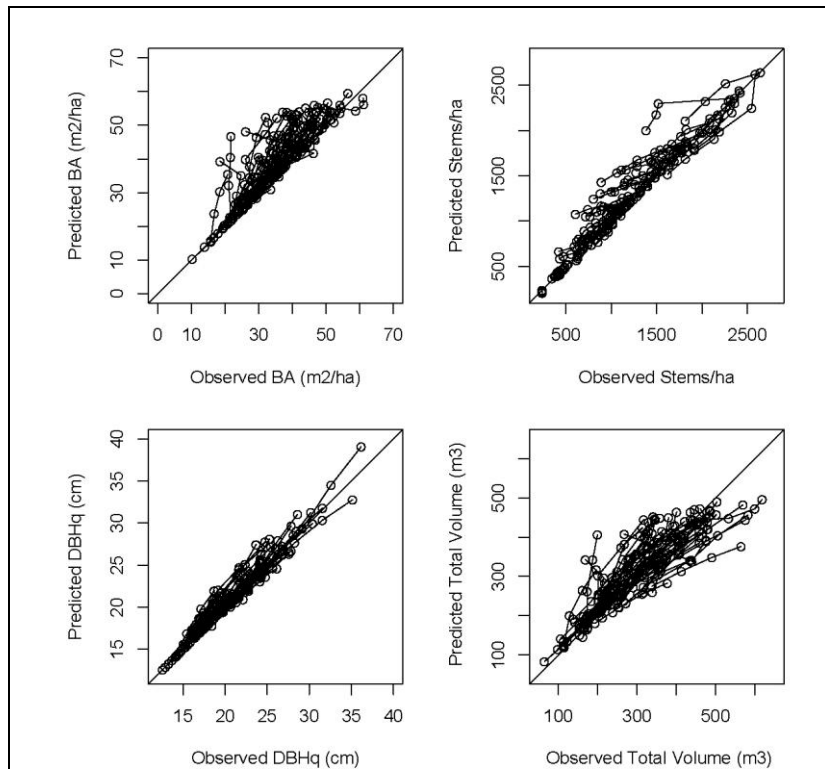 Predicted BA (m2/ha)
70
50
30
10
0
0 10 20 30 40 50 60 70
Observed BA (m2/ha)
Predicted Stems/ha
2500
1500
500
500 1500 2500
Observed Stems/ha
Predicted DBHq (cm)
40
35
30
25
20
15
15 20 25 30 35 40
Observed DBHq (cm)
Predicted Total Volume (m3)
500
300
100
100 300 500
Observed Total Volume (m3)